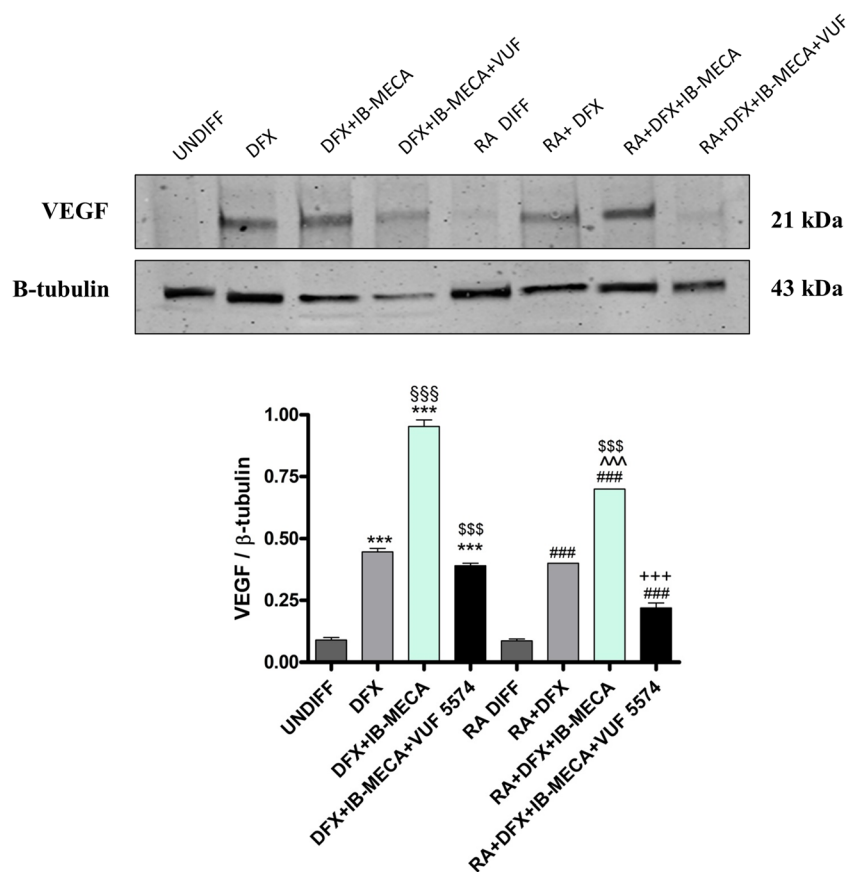 UNDIFF
DFX
DFX+IB-MECA
DFX+IB-MECA+VUF
RA DIFF
RA+ DFX
RA+DFX+IB-MECA
RA+DFX+IB-MECA+VUF
VEGF
21 kDa
B-tubulin
43 kDa
VEGF / β-tubulin
1.00
0.75
0.50
0.25
0.00
***
§§§
***
$$$
***
###
$$$
^^^
###
+++
###
UNDIFF
DFX
DFX+IB-MECA
DFX+IB-MECA+VUF 5574
RA DIFF
RA+DFX
RA+DFX+IB-MECA
RA+DFX+IB-MECA+VUF 5574